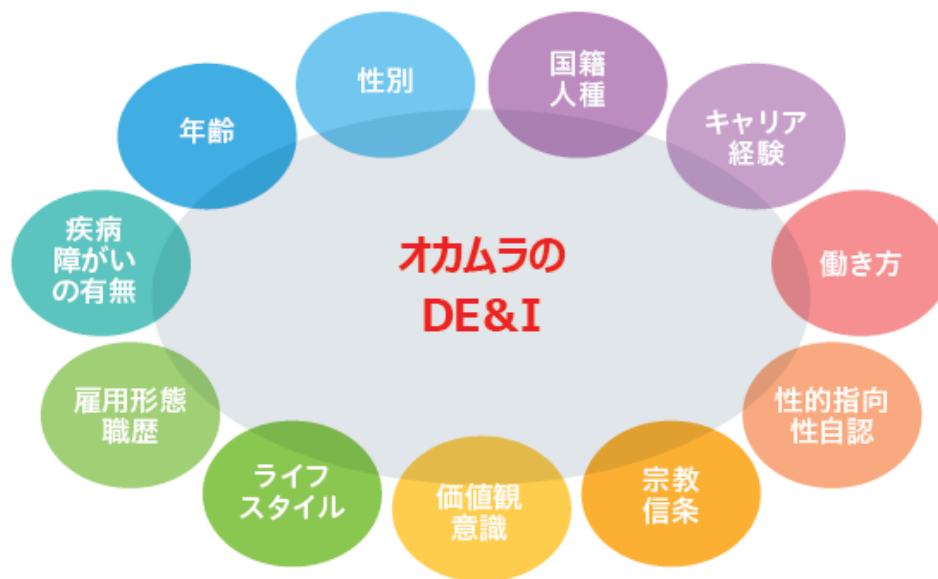 性別
国籍
人種
年齢
キャリア
経験
疾病
障がい
の有無
オカムラの
DE&I
働き方
雇用形態
職歴
性的指向
性自認
ライフ
スタイル
価値観
意識
宗教
信条